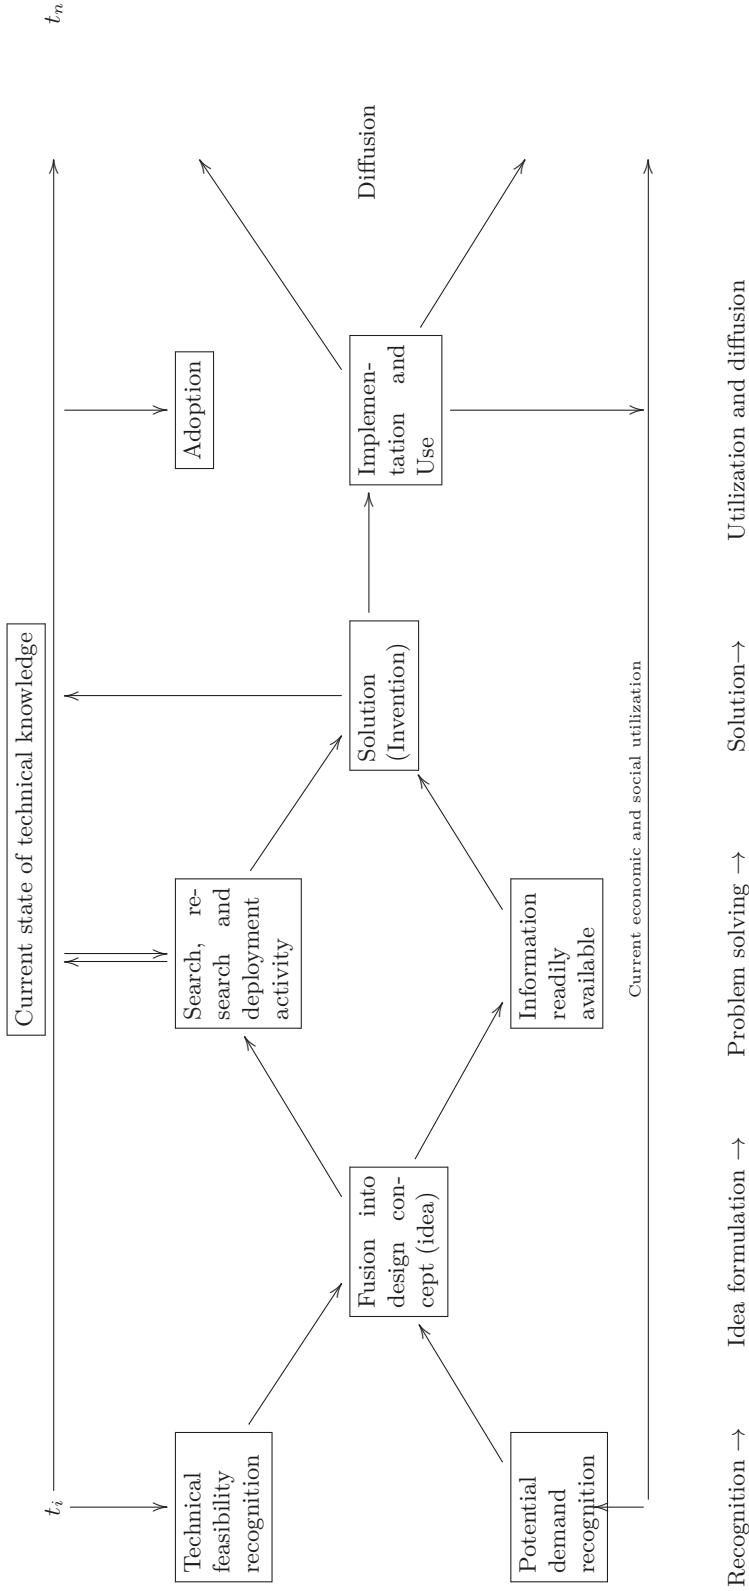 Current state of technical knowledge
t_i
t_n
Technical
feasibility
recognition
Search, re-
search and
deployment
activity
Adoption
Fusion into
design con-
cept (idea)
Solution
(Invention)
Implemen-
tation and
Use
Diffusion
Potential
demand
recognition
Information
readily
available
Current economic and social utilization
Recognition → Idea formulation → Problem solving → Solution→ Utilization and diffusion